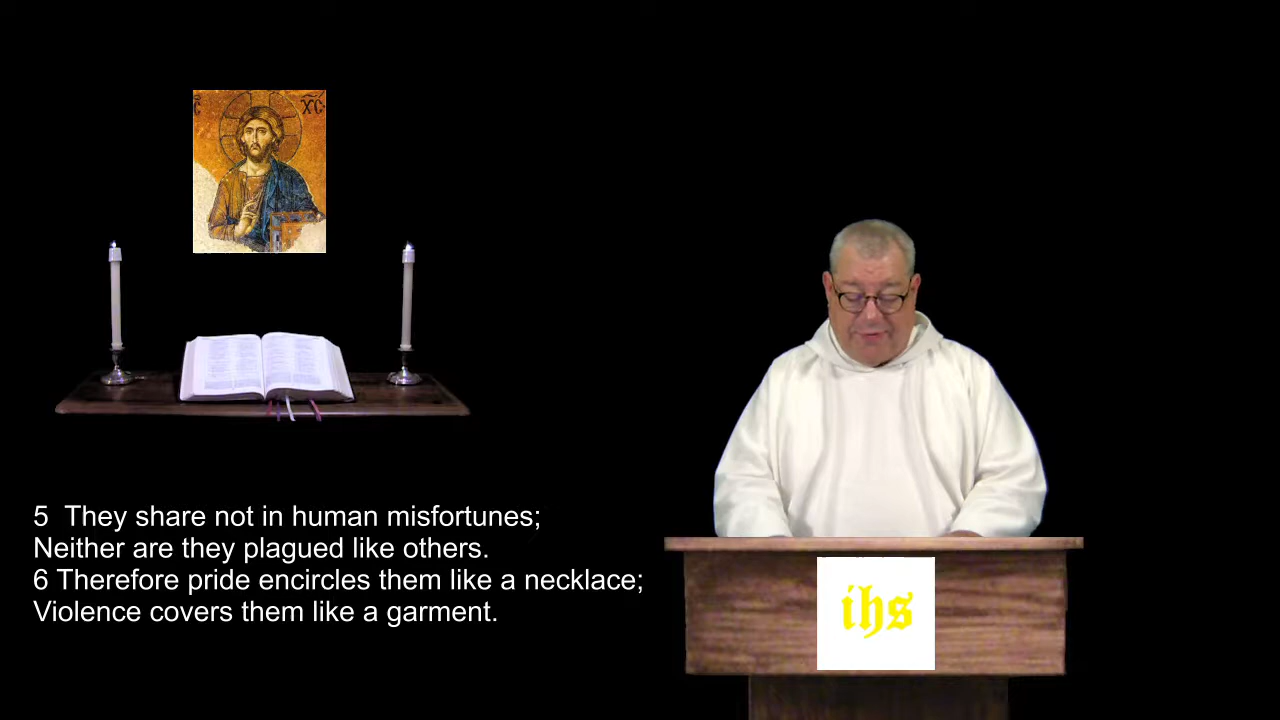 XC
5 They share not in human misfortunes;
Neither are they plagued like others.
6 Therefore pride encircles them like a necklace;
Violence covers them like a garment.
ihs